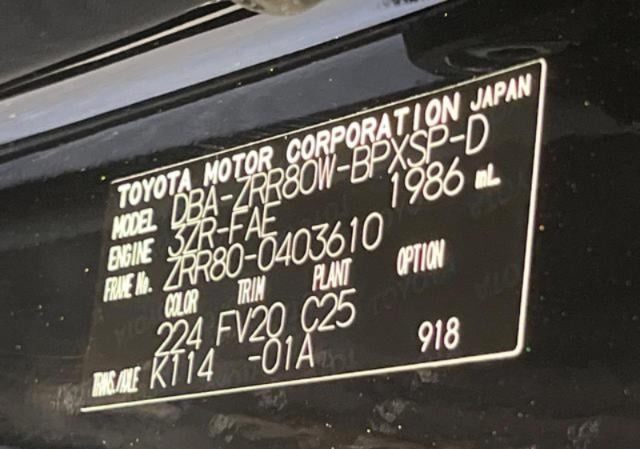 TOYOTA MOTOR CORPORATION JAPAN
MODEL DBA-ZRR80W-BPXSP-D
ENGINE 3ZR-FAE 1986 mL
FRAME No. ZRR80-0403610
COLOR TRIM PLANT OPTION
224 FV20 C25
TRANS./AXLE K114 -01A 918